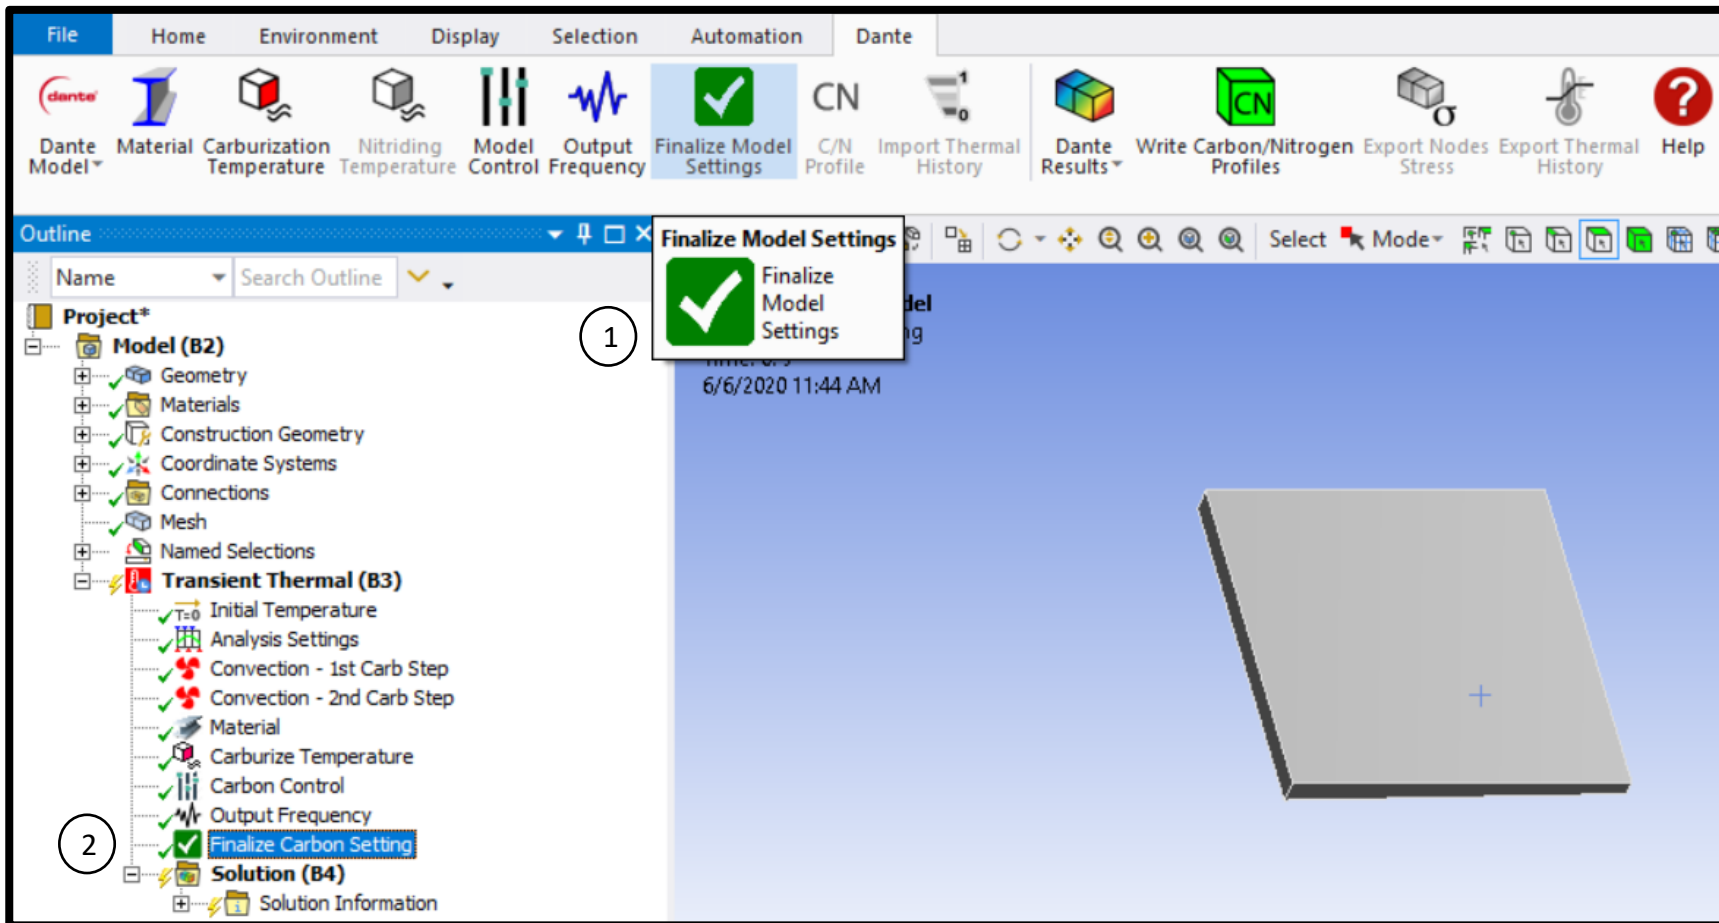 File Home Environment Display Selection Automation Dante
dante CN 1 0 CN σ ?
Dante Material Carburization Nitriding Model Output Finalize Model C/N Import Thermal Dante Write Carbon/Nitrogen Export Nodes Export Thermal Help
Model Temperature Temperature Control Frequency Settings Profile History Results Profiles Stress History
Outline
Finalize Model Settings
Select Mode
Name Search Outline
Finalize
Model
Settings
1
Project*
Model (B2)
6/6/2020 11:44 AM
Geometry
Materials
Construction Geometry
Coordinate Systems
Connections
Mesh
Named Selections
Transient Thermal (B3)
T=0 Initial Temperature
Analysis Settings
Convection - 1st Carb Step
Convection - 2nd Carb Step
Material
Carburize Temperature
Carbon Control
Output Frequency
2
Finalize Carbon Setting
Solution (B4)
Solution Information